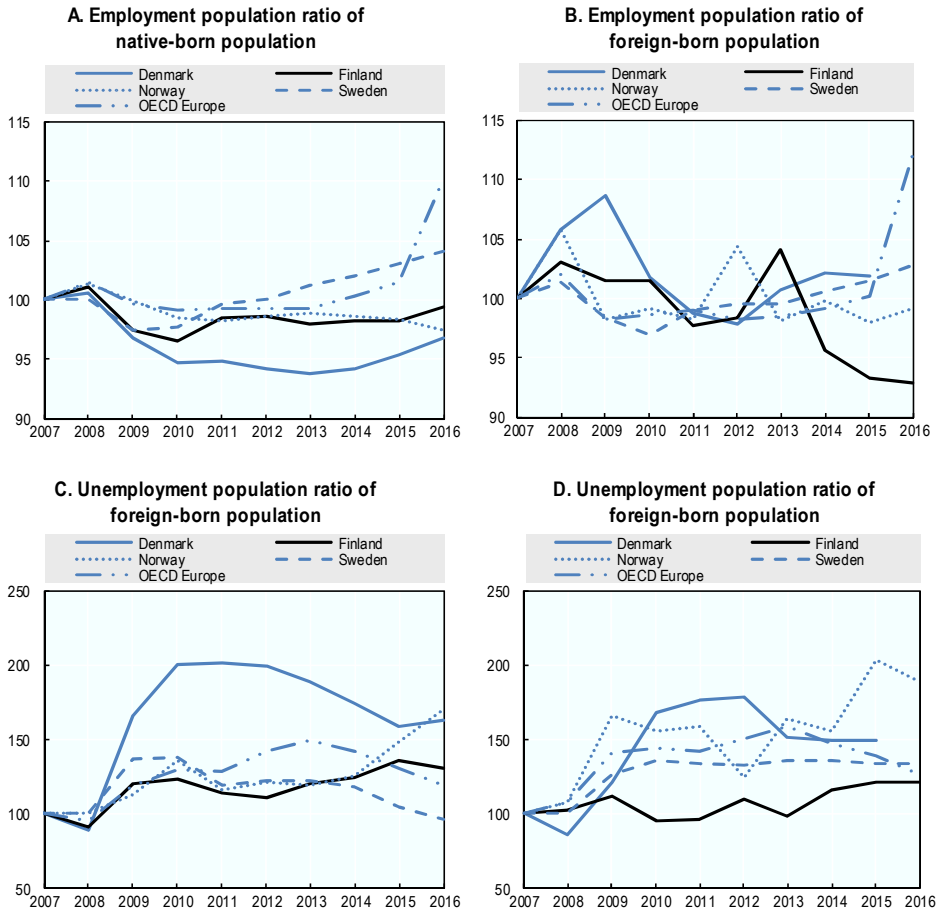 A. Employment population ratio of
native-born population
Denmark Finland
Norway Sweden
OECD Europe
115
110
105
100
95
90
2007 2008 2009 2010 2011 2012 2013 2014 2015 2016
B. Employment population ratio of
foreign-born population
Denmark Finland
Norway Sweden
OECD Europe
115
110
105
100
95
90
2007 2008 2009 2010 2011 2012 2013 2014 2015 2016
C. Unemployment population ratio of
foreign-born population
Denmark Finland
Norway Sweden
OECD Europe
250
200
150
100
50
2007 2008 2009 2010 2011 2012 2013 2014 2015 2016
D. Unemployment population ratio of
foreign-born population
Denmark Finland
Norway Sweden
OECD Europe
250
200
150
100
50
2007 2008 2009 2010 2011 2012 2013 2014 2015 2016